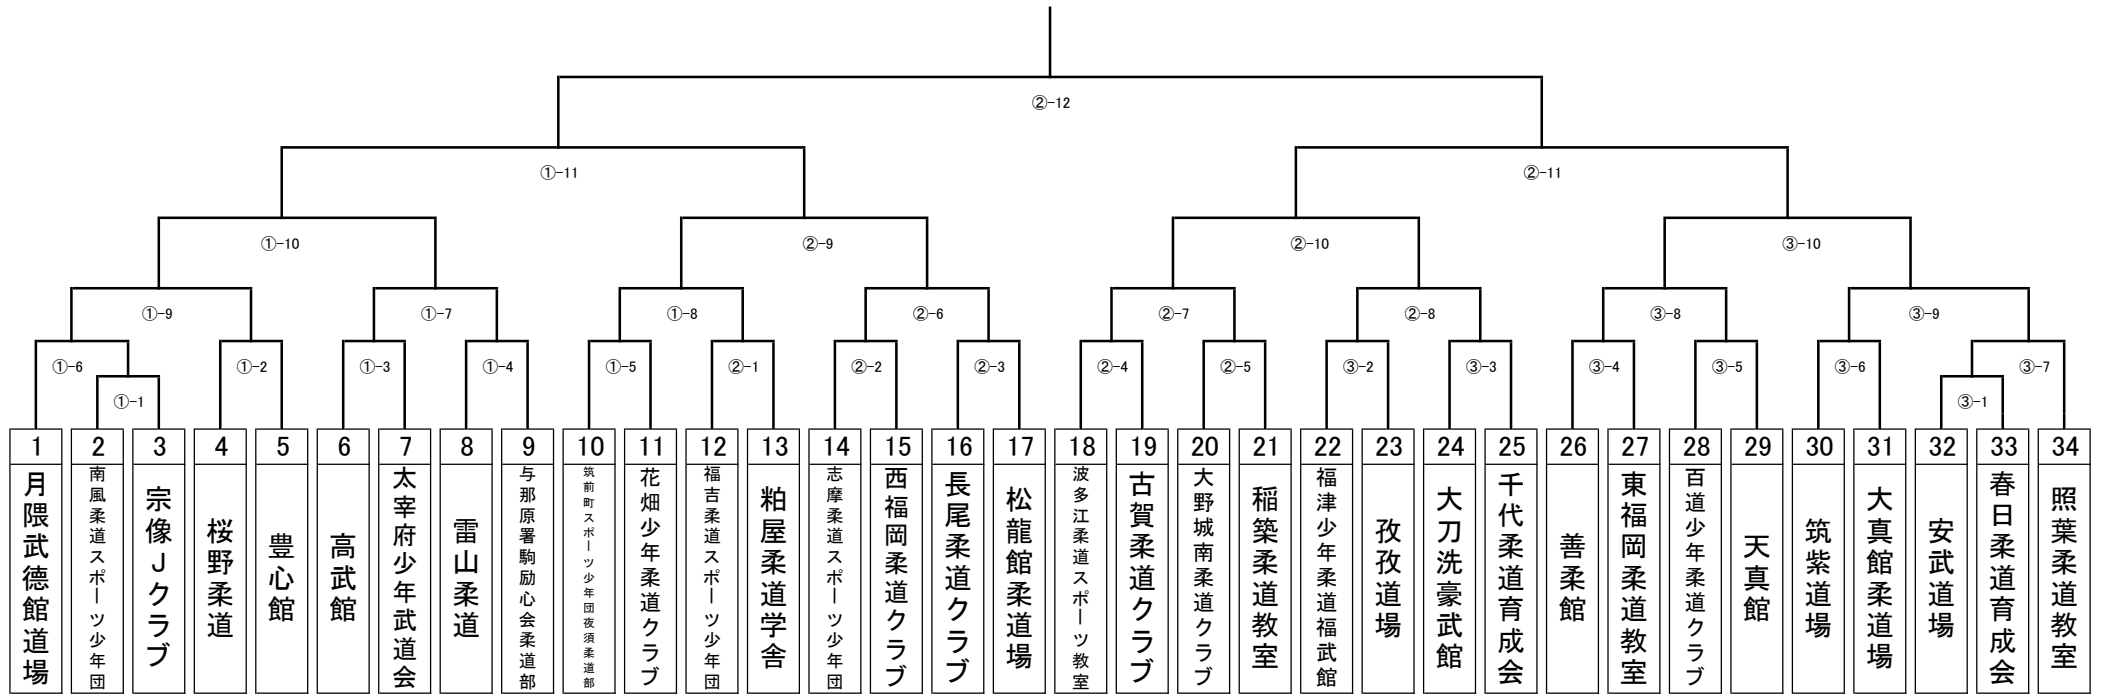 ②-12
①-11
②-11
①-10
②-9
②-10
③-10
①-9
①-7
①-8
②-6
②-7
②-8
③-8
③-9
①-6
①-2
①-3
①-4
①-5
②-1
②-2
②-3
②-4
②-5
③-2
③-3
③-4
③-5
③-6
③-7
①-1
③-1
1
月隈武徳館道場
2
南風柔道スポーツ少年団
3
宗像Jクラブ
4
桜野柔道
5
豊心館
6
高武館
7
太宰府少年武道会
8
雷山柔道
9
与那原署駒励心会柔道部
10
筑前町スポーツ少年団夜須柔道部
11
花畑少年柔道クラブ
12
福吉柔道スポーツ少年団
13
粕屋柔道学舎
14
志摩柔道スポーツ少年団
15
西福岡柔道クラブ
16
長尾柔道クラブ
17
松龍館柔道場
18
波多江柔道スポーツ教室
19
古賀柔道クラブ
20
大野城南柔道クラブ
21
稲築柔道教室
22
福津少年柔道福武館
23
孜孜道場
24
大刀洗豪武館
25
千代柔道育成会
26
善柔館
27
東福岡柔道教室
28
百道少年柔道クラブ
29
天真館
30
筑紫道場
31
大真館柔道場
32
安武道場
33
春日柔道育成会
34
照葉柔道教室